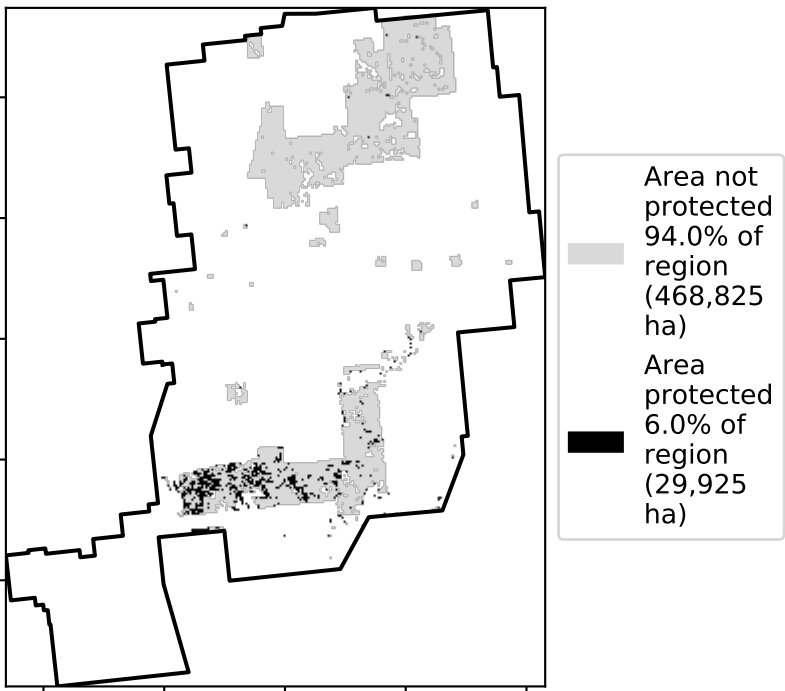 Area not
protected
94.0% of
region
(468,825
ha)
Area
protected
6.0% of
region
(29,925
ha)